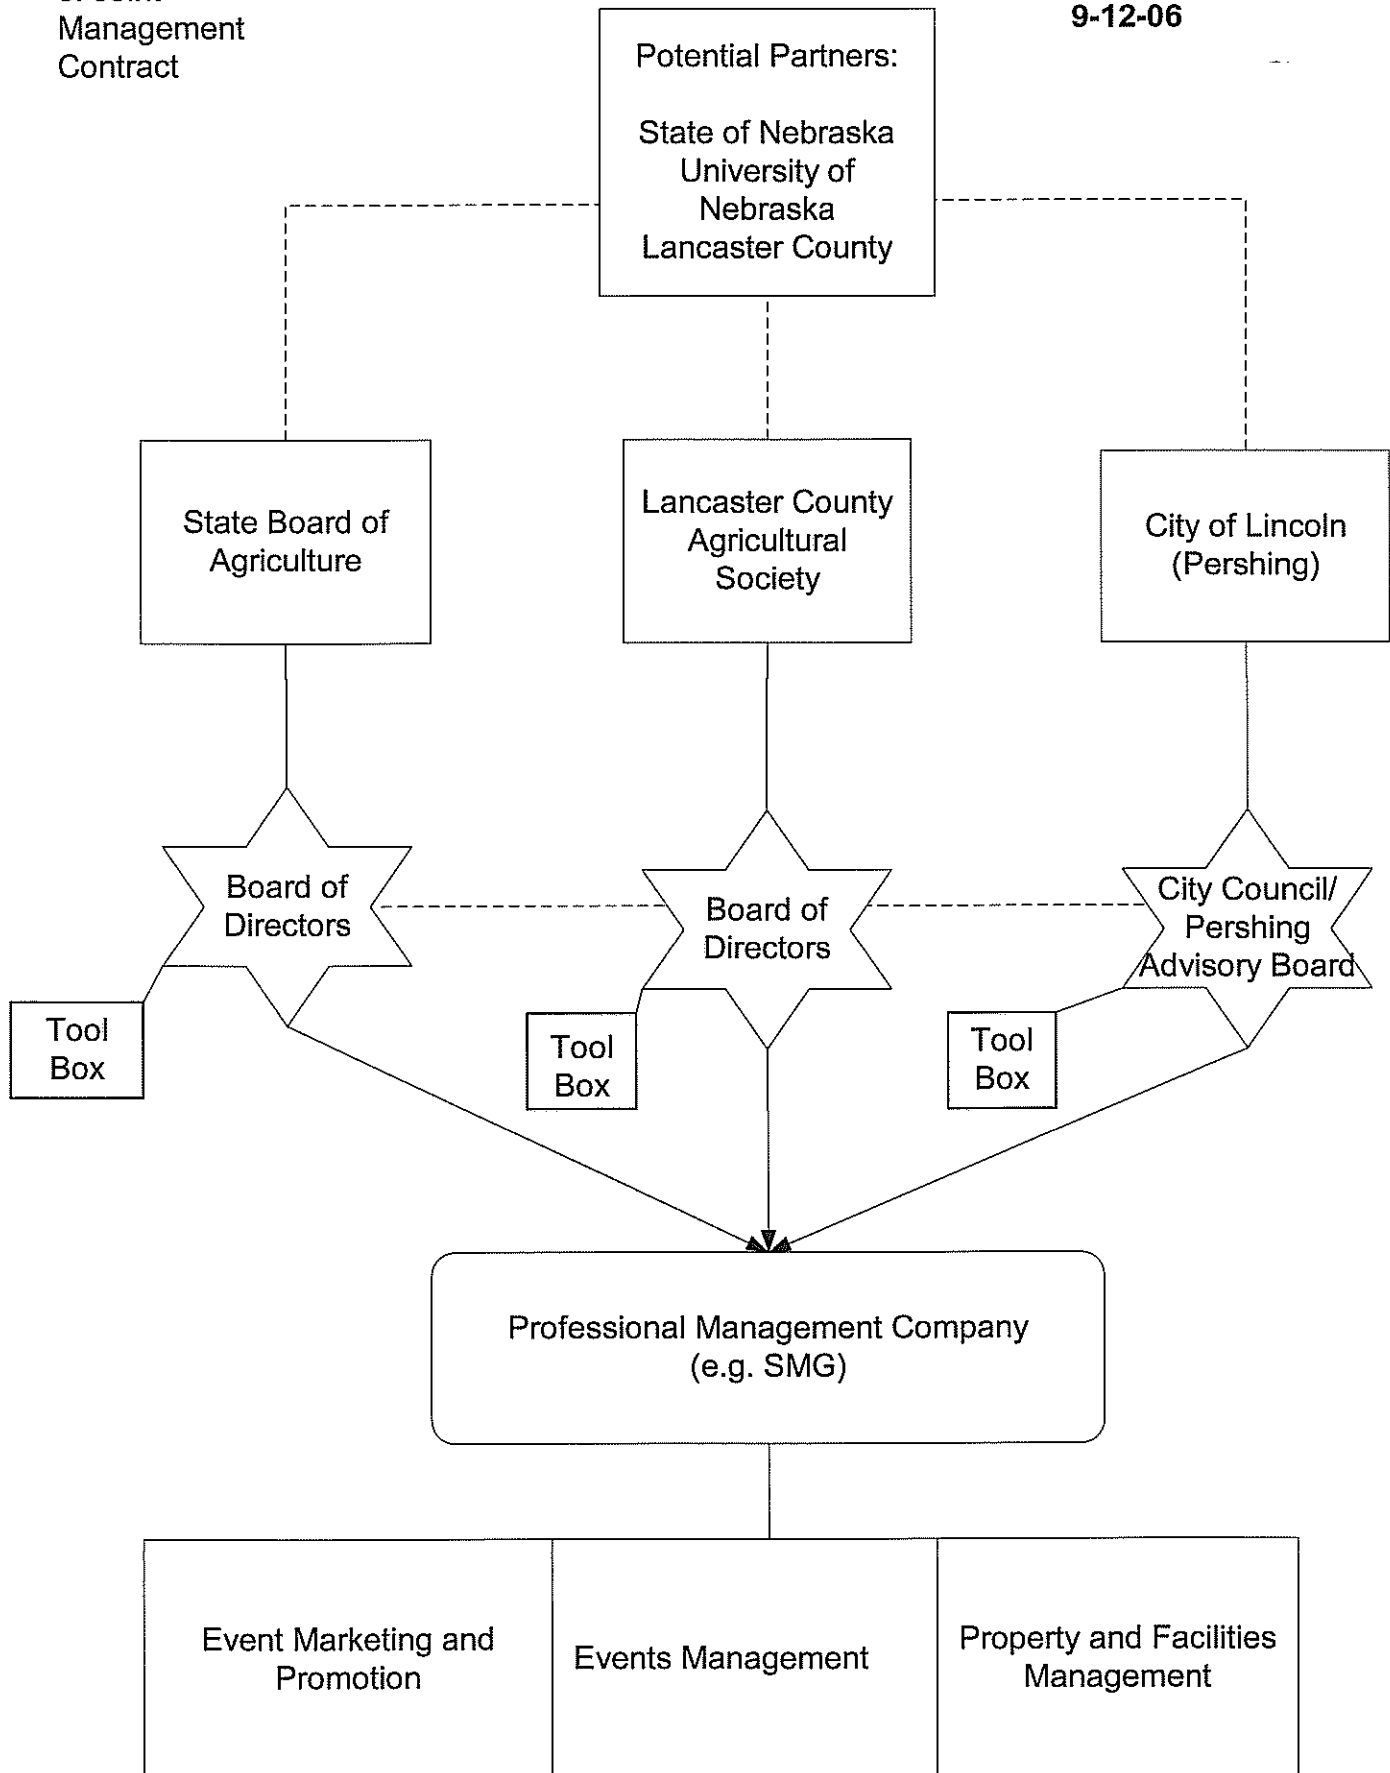 Management
Contract
9-12-06
Potential Partners:
State of Nebraska
University of
Nebraska
Lancaster County
State Board of
Agriculture
Lancaster County
Agricultural
Society
City of Lincoln
(Pershing)
Board of
Directors
Board of
Directors
City Council/
Pershing
Advisory Board
Tool
Box
Tool
Box
Tool
Box
Professional Management Company
(e.g. SMG)
Event Marketing and
Promotion
Events Management
Property and Facilities
Management